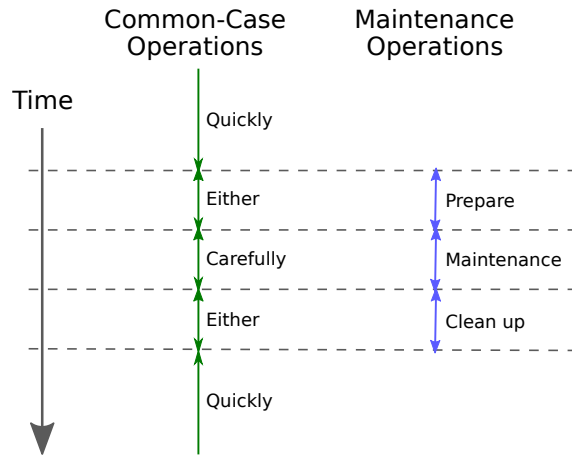 Common-Case
Operations
Maintenance
Operations
Time
Quickly
Either
Prepare
Carefully
Maintenance
Either
Clean up
Quickly